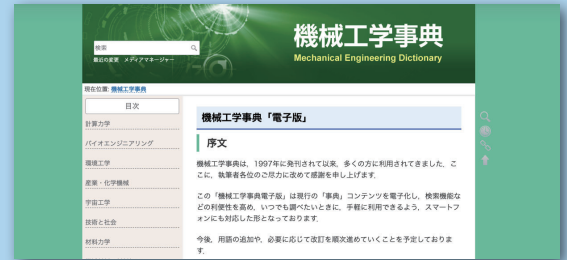 機械工学事典
Mechanical Engineering Dictionary
検索
最近の変更 メディアマネージャー
現在位置: 機械工学事典
目次
計算力学
バイオエンジニアリング
環境工学
産業・化学機械
宇宙工学
技術と社会
材料力学
機械工学事典「電子版」
序文
機械工学事典は，1997年に発刊されて以来，多くの方に利用されてきました．こ
こに，執筆者各位のご尽力に改めて感謝を申し上げます．
この「機械工学事典電子版」は現行の「事典」コンテンツを電子化し，検索機能な
どの利便性を高め，いつでも調べたいときに，手軽に利用できるよう，スマートフ
ォンにも対応した形となっております．
今後，用語の追加や，必要に応じて改訂を順次進めていくことを予定しておりま
す．